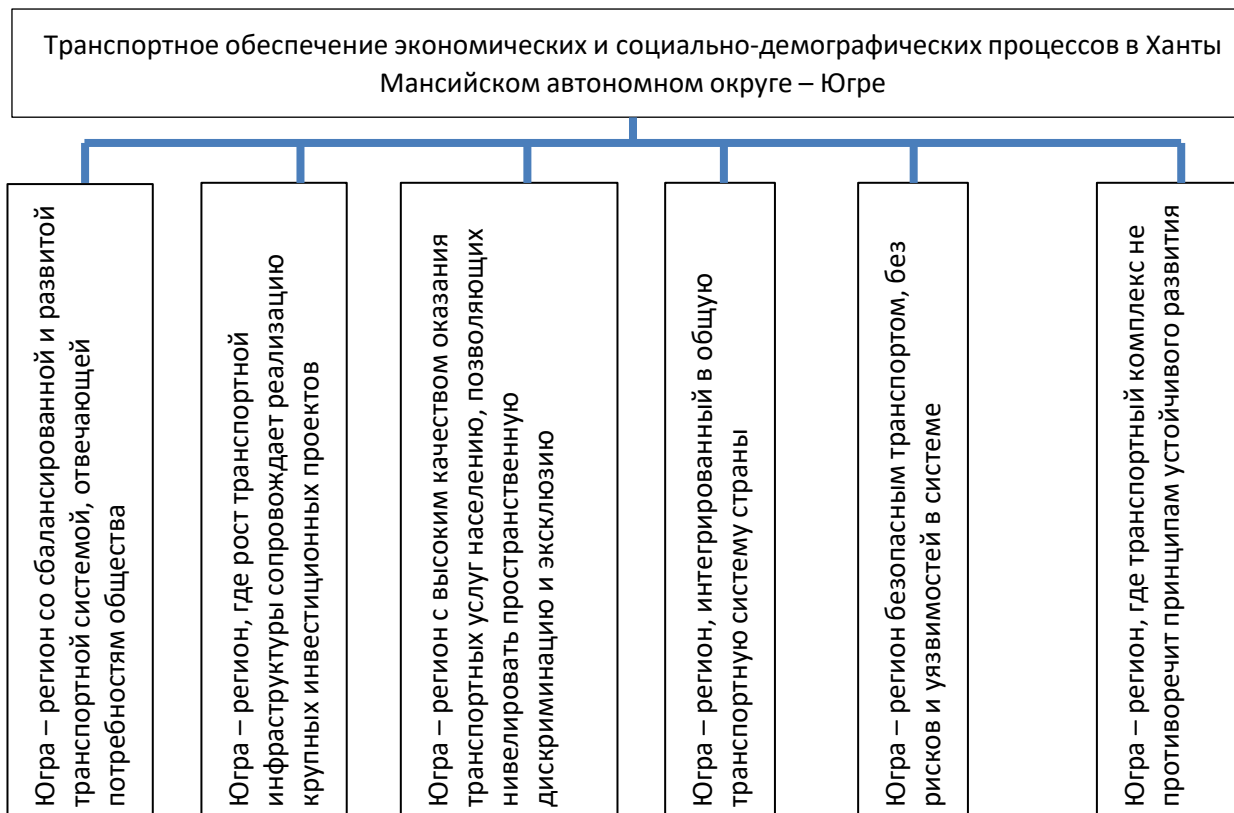 Транспортное обеспечение экономических и социально-демографических процессов в Ханты
Мансийском автономном округе – Югре
Югра – регион со сбалансированной и развитой
транспортной системой, отвечающей
потребностям общества
Югра – регион, где рост транспортной
инфраструктуры сопровождает реализацию
крупных инвестиционных проектов
Югра – регион с высоким качеством оказания
транспортных услуг населению, позволяющих
нивелировать пространственную
дискриминацию и эксклюзию
Югра – регион, интегрированный в общую
транспортную систему страны
Югра – регион безопасным транспортом, без
рисков и уязвимостей в системе
Югра – регион, где транспортный комплекс не
противоречит принципам устойчивого развития